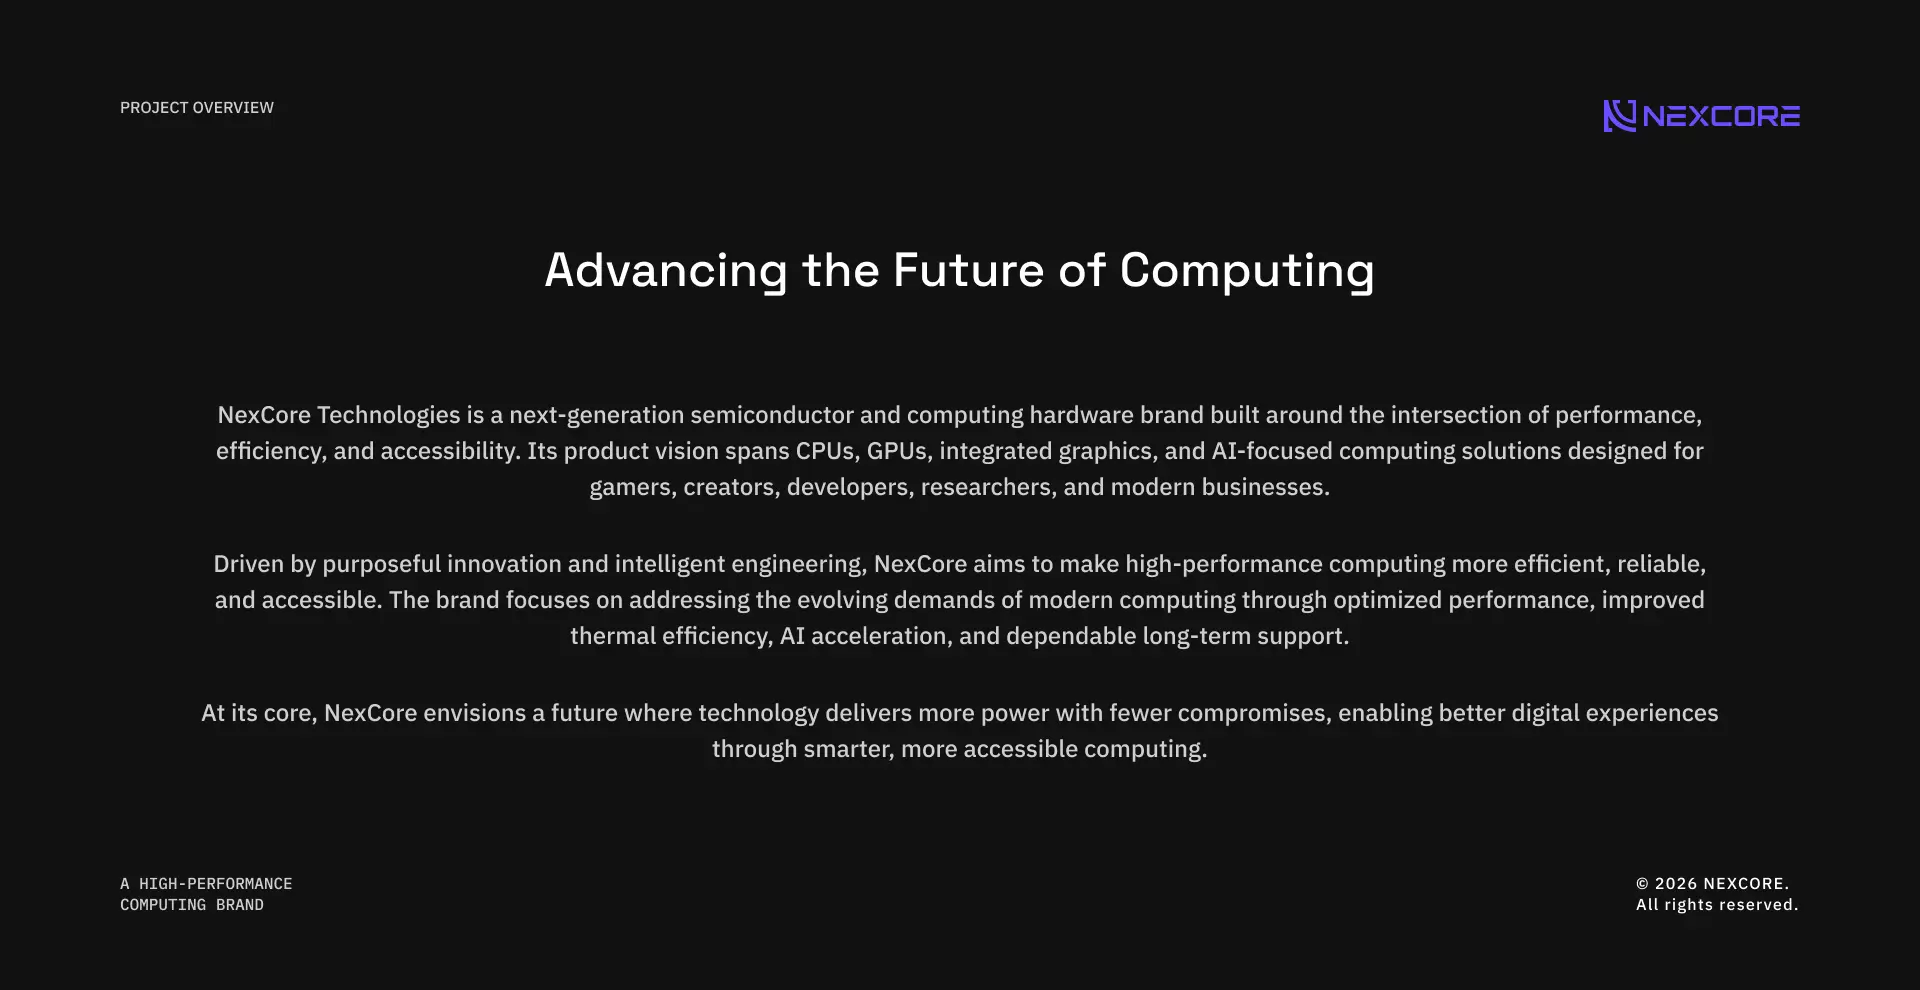 PROJECT OVERVIEW
NEXCORE
Advancing the Future of Computing
NexCore Technologies is a next-generation semiconductor and computing hardware brand built around the intersection of performance,
efficiency, and accessibility. Its product vision spans CPUs, GPUs, integrated graphics, and AI-focused computing solutions designed for
gamers, creators, developers, researchers, and modern businesses.
Driven by purposeful innovation and intelligent engineering, NexCore aims to make high-performance computing more efficient, reliable,
and accessible. The brand focuses on addressing the evolving demands of modern computing through optimized performance, improved
thermal efficiency, AI acceleration, and dependable long-term support.
At its core, NexCore envisions a future where technology delivers more power with fewer compromises, enabling better digital experiences
through smarter, more accessible computing.
A HIGH-PERFORMANCE
COMPUTING BRAND
© 2026 NEXCORE.
All rights reserved.